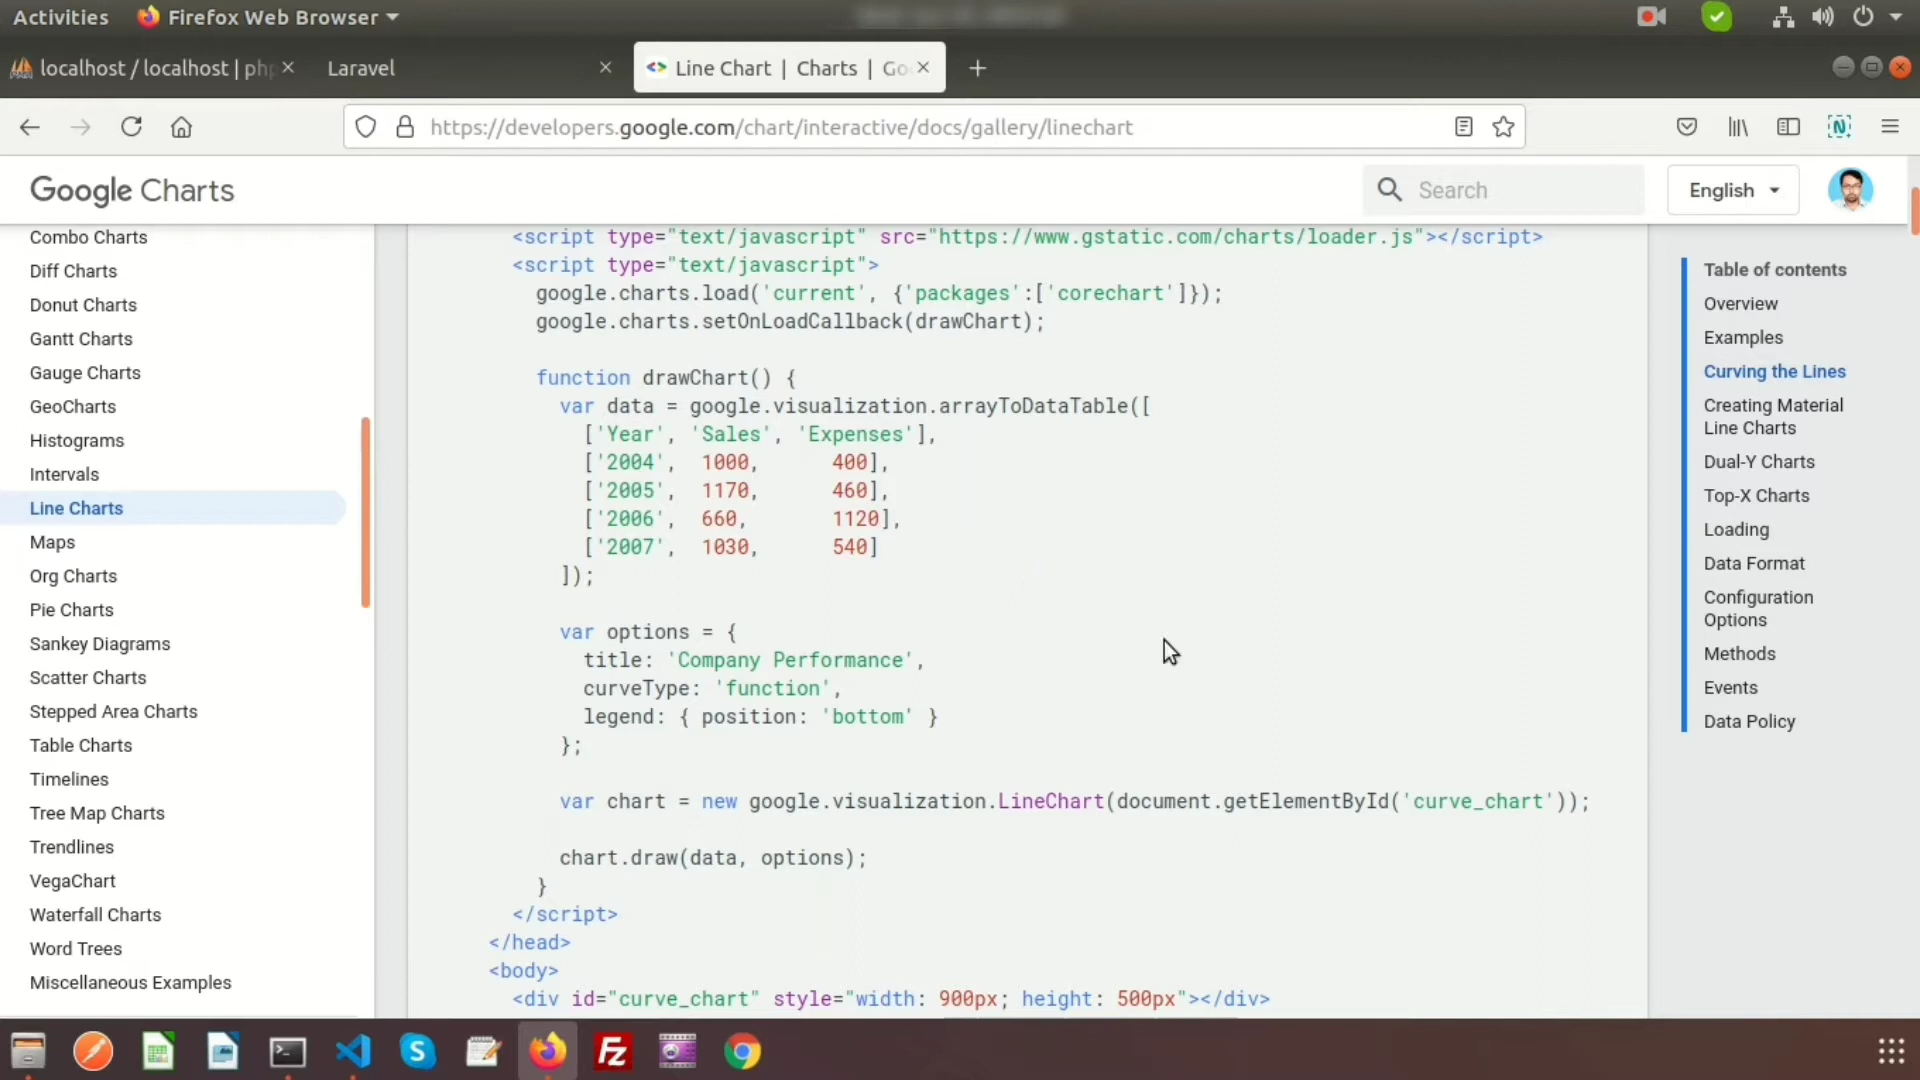 Activities
Firefox Web Browser
localhost / localhost | php
Laravel
Line Chart | Charts | Go
https://developers.google.com/chart/interactive/docs/gallery/linechart
Google Charts
Search
English
Combo Charts
Diff Charts
Donut Charts
Gantt Charts
Gauge Charts
GeoCharts
Histograms
Intervals
Line Charts
Maps
Org Charts
Pie Charts
Sankey Diagrams
Scatter Charts
Stepped Area Charts
Table Charts
Timelines
Tree Map Charts
Trendlines
VegaChart
Waterfall Charts
Word Trees
Miscellaneous Examples
<script type="text/javascript" src="https://www.gstatic.com/charts/loader.js"></script>
<script type="text/javascript">
google.charts.load('current', {'packages':['corechart']});
google.charts.setOnLoadCallback(drawChart);
function drawChart() {
var data = google.visualization.arrayToDataTable([
['Year', 'Sales', 'Expenses'],
['2004', 1000, 400],
['2005', 1170, 460],
['2006', 660, 1120],
['2007', 1030, 540]
]);
var options = {
title: 'Company Performance',
curveType: 'function',
legend: { position: 'bottom' }
};
var chart = new google.visualization.LineChart(document.getElementById('curve_chart'));
chart.draw(data, options);
}
</script>
</head>
<body>
<div id="curve_chart" style="width: 900px; height: 500px"></div>
Table of contents
Overview
Examples
Curving the Lines
Creating Material
Line Charts
Dual-Y Charts
Top-X Charts
Loading
Data Format
Configuration
Options
Methods
Events
Data Policy